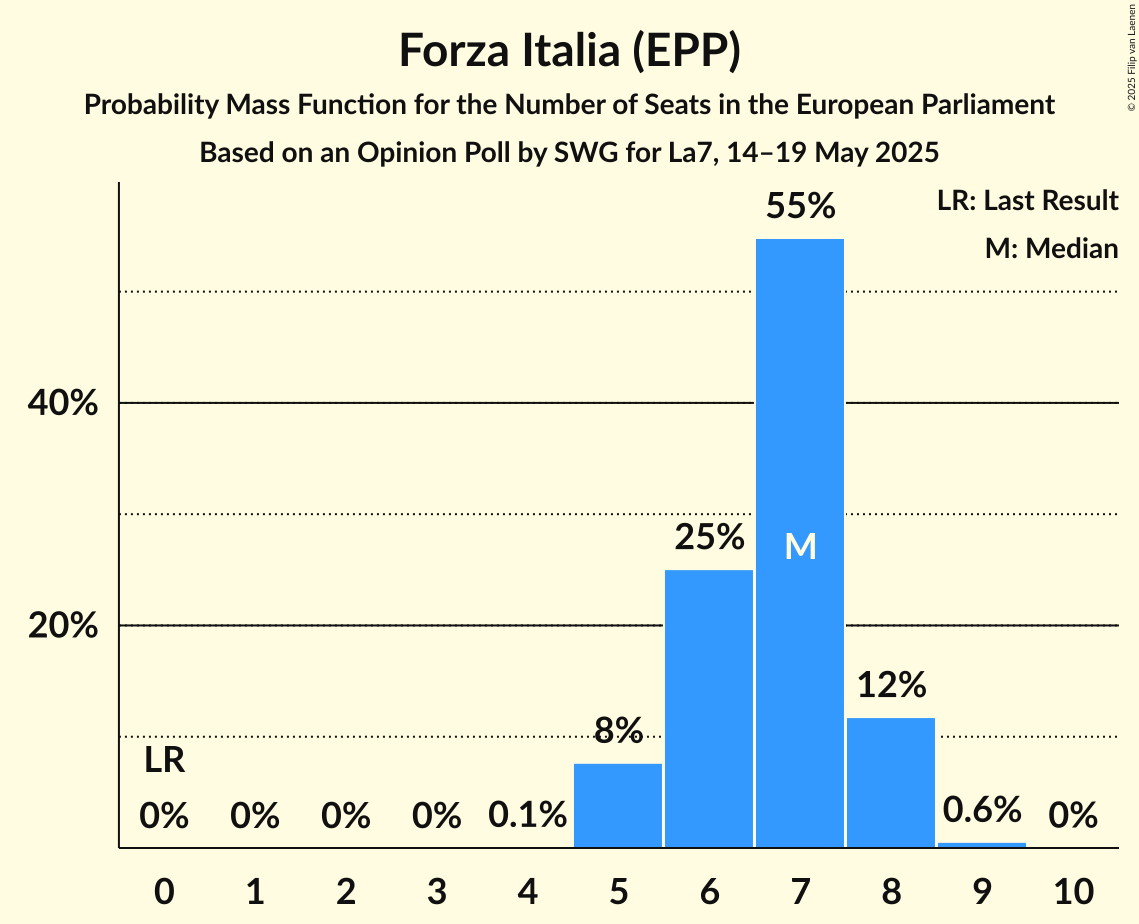 Forza Italia (EPP)
Probability Mass Function for the Number of Seats in the European Parliament
Based on an Opinion Poll by SWG for La7, 14–19 May 2025
© 2025 Filip van Laenen
LR: Last Result
M: Median
40%
20%
LR
0%
0%
0%
0%
0.1%
8%
25%
55%
M
12%
0.6%
0%
0 1 2 3 4 5 6 7 8 9 10